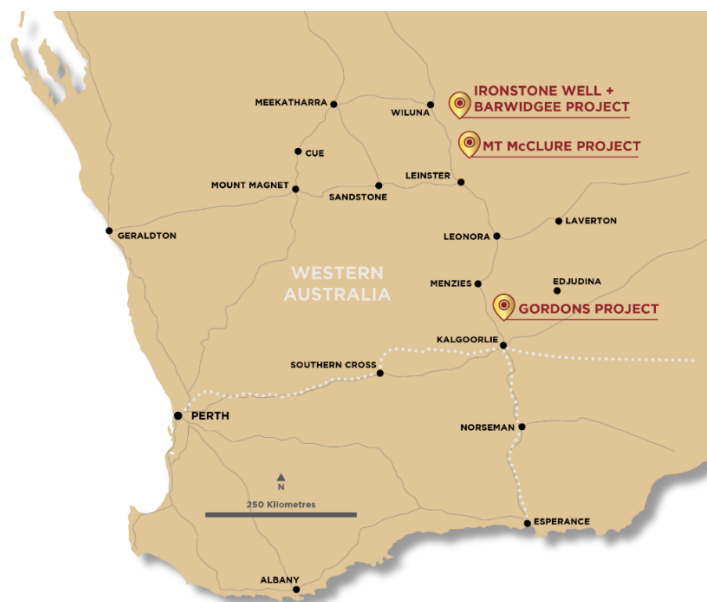 IRONSTONE WELL +
BARWIDGEE PROJECT
MEEKATHARRA
WILUNA
MT McCLURE PROJECT
CUE
LEINSTER
MOUNT MAGNET
SANDSTONE
LAVERTON
GERALDTON
LEONORA
WESTERN
AUSTRALIA
MENZIES
EDJUDINA
GORDONS PROJECT
KALGOORLIE
SOUTHERN CROSS
PERTH
NORSEMAN
N
250 Kilometres
ESPERANCE
ALBANY